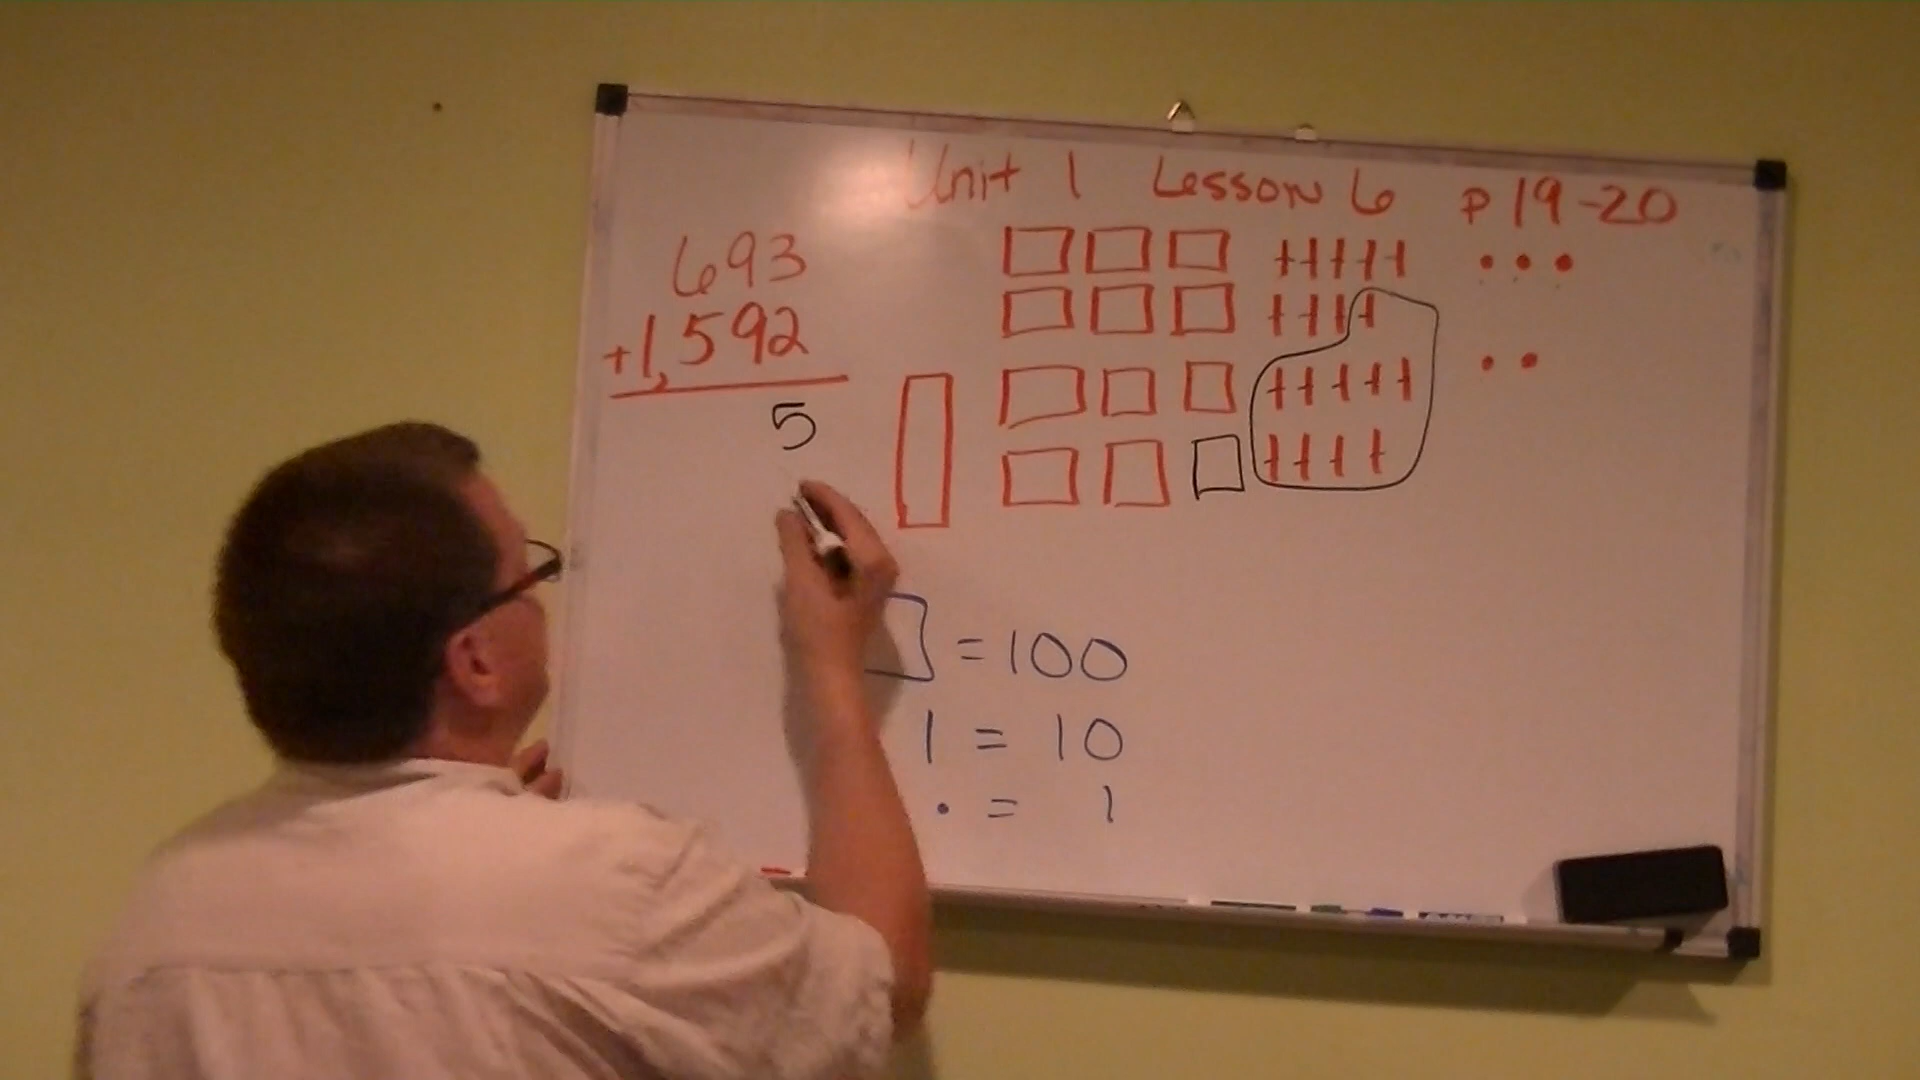 Unit 1 Lesson 6 p 19-20
693
+1,592
5
= 100
1 = 10
• = 1